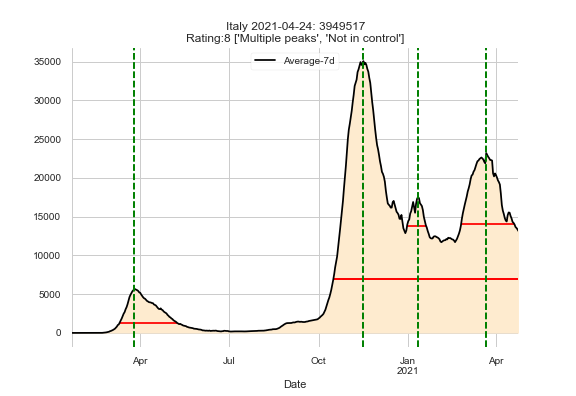 Italy 2021-04-24: 3949517
Rating:8 ['Multiple peaks', 'Not in control']
Average-7d
35000
30000
25000
20000
15000
10000
5000
0
Apr
Jul
Oct
Jan
2021
Apr
Date